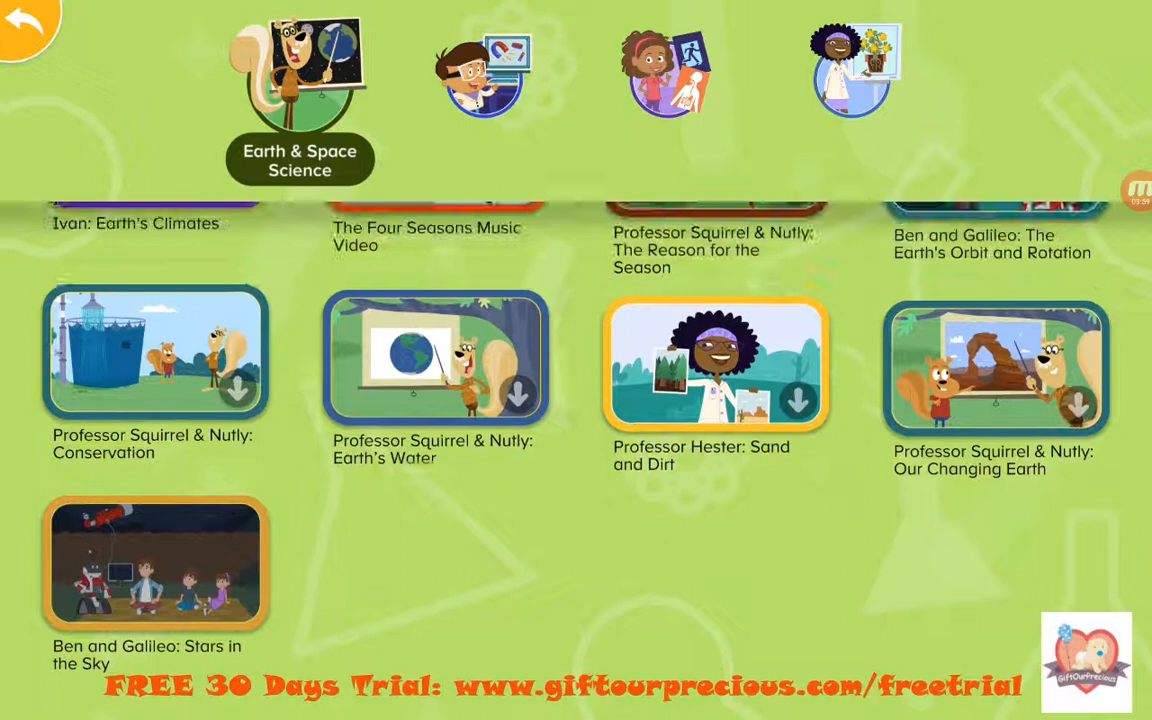 Earth & Space
Science
03:59
Ivan: Earth's Climates
The Four Seasons Music
Video
Professor Squirrel & Nutly:
The Reason for the
Season
Ben and Galileo: The
Earth's Orbit and Rotation
Professor Squirrel & Nutly:
Conservation
Professor Squirrel & Nutly:
Earth's Water
Professor Hester: Sand
and Dirt
Professor Squirrel & Nutly:
Our Changing Earth
Ben and Galileo: Stars in
the Sky
FREE 30 Days Trial: www.giftourprecious.com/freetrial
GiftOurPrecious